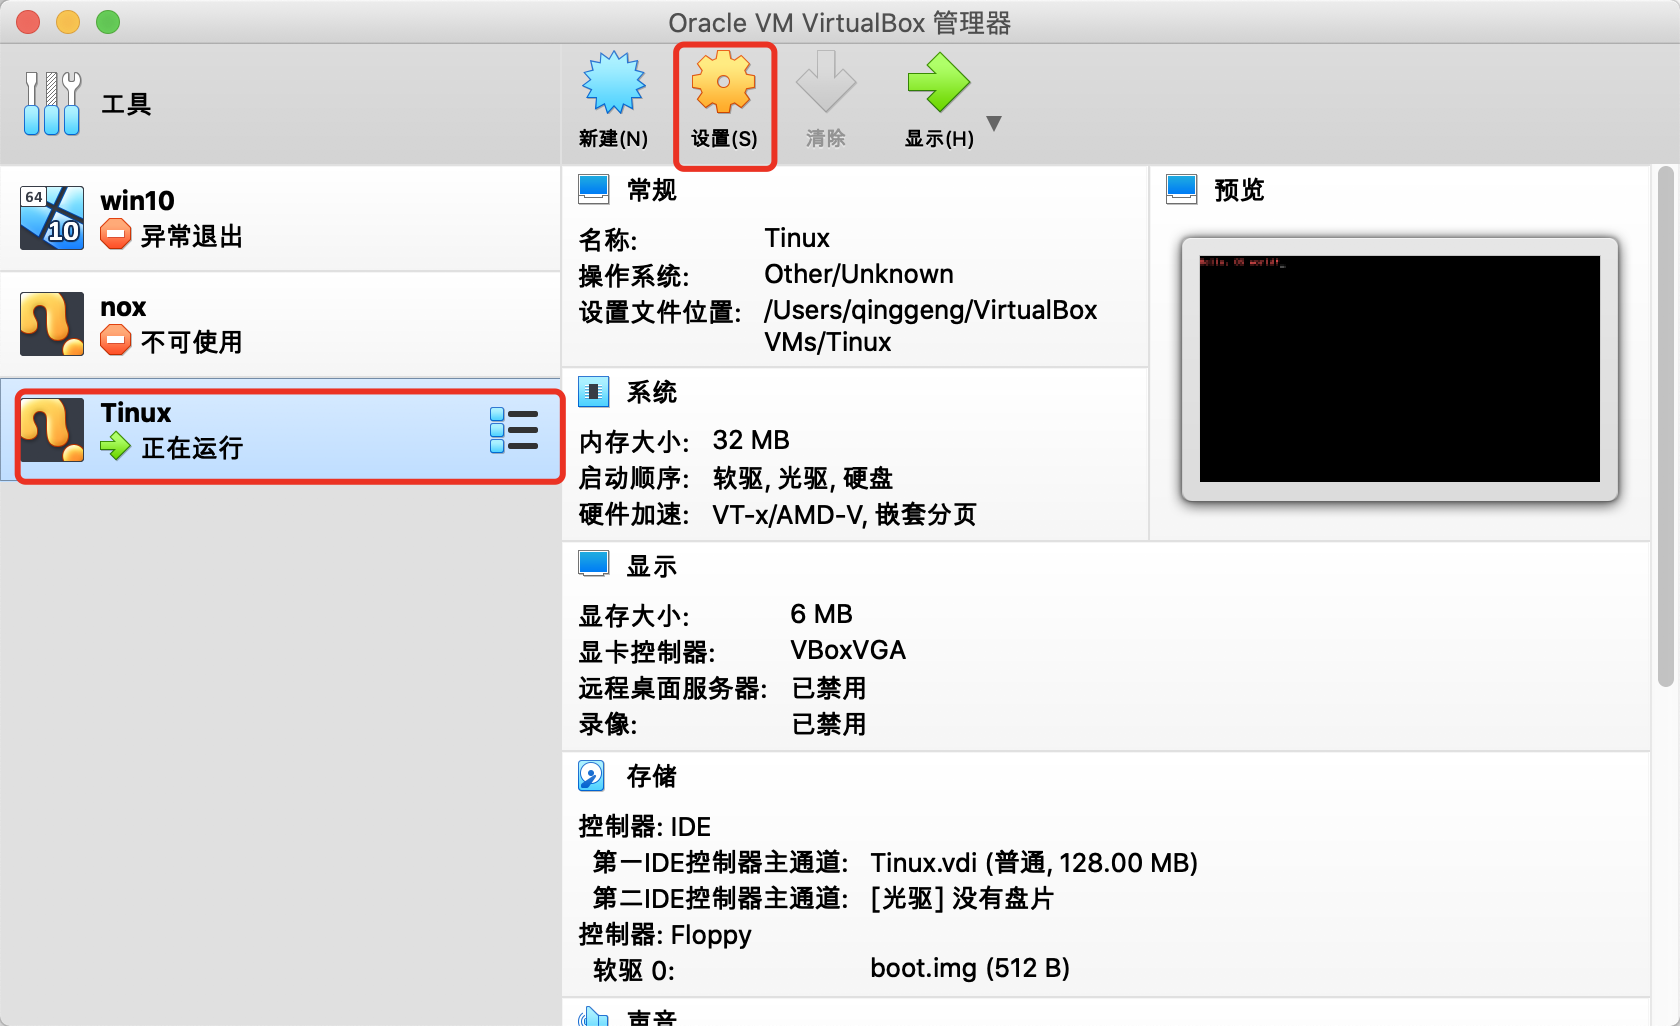 Oracle VM VirtualBox 管理器
工具
新建(N)
设置(S)
清除
显示(H)
64
10
win10
异常退出
nox
不可使用
Tinux
正在运行
常规
名称: Tinux
操作系统: Other/Unknown
设置文件位置: /Users/qinggeng/VirtualBox
VMs/Tinux
预览
Hello, OS world!_
系统
内存大小: 32 MB
启动顺序: 软驱, 光驱, 硬盘
硬件加速: VT-x/AMD-V, 嵌套分页
显示
显存大小: 6 MB
显卡控制器: VBoxVGA
远程桌面服务器: 已禁用
录像: 已禁用
存储
控制器: IDE
第一IDE控制器主通道: Tinux.vdi (普通, 128.00 MB)
第二IDE控制器主通道: [光驱] 没有盘片
控制器: Floppy
软驱 0: boot.img (512 B)
声音